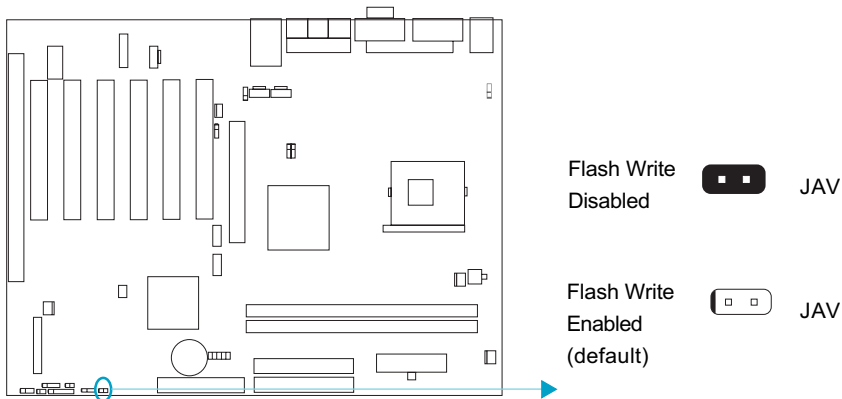 Flash Write
Disabled
JAV
Flash Write
Enabled
(default)
JAV